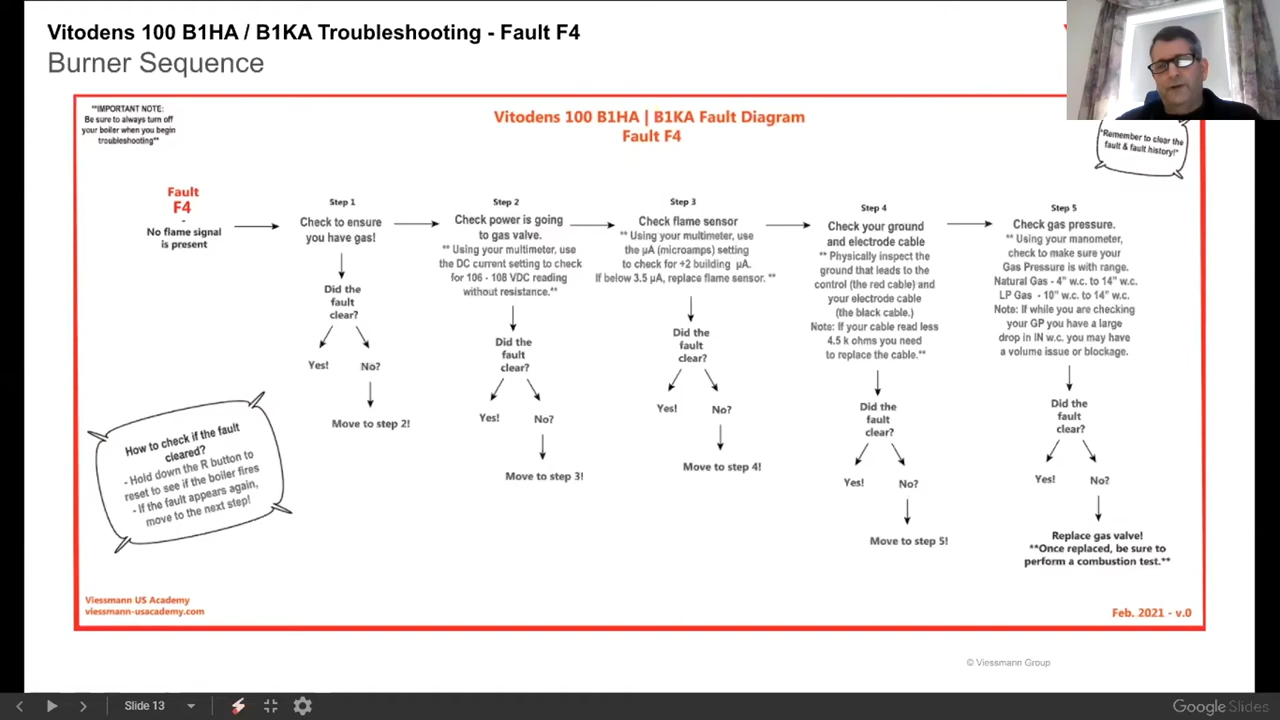 Vitodens 100 B1HA / B1KA Troubleshooting - Fault F4
Burner Sequence
**IMPORTANT NOTE:
Be sure to always turn off
your boiler when you begin
troubleshooting**
Vitodens 100 B1HA | B1KA Fault Diagram
Fault F4
*Remember to clear the
fault & fault history!*
Fault
F4
-
No flame signal
is present
Step 1
Check to ensure
you have gas!
Did the
fault
clear?
Yes! No?
Move to step 2!
Step 2
Check power is going
to gas valve.
** Using your multimeter, use
the DC current setting to check
for 106 - 108 VDC reading
without resistance.**
Did the
fault
clear?
Yes! No?
Move to step 3!
Step 3
Check flame sensor
** Using your multimeter, use
the µA (microamps) setting
to check for +2 building µA.
If below 3.5 µA, replace flame sensor. **
Did the
fault
clear?
Yes! No?
Move to step 4!
Step 4
Check your ground
and electrode cable
** Physically inspect the
ground that leads to the
control (the red cable) and
your electrode cable
(the black cable.)
Note: If your cable read less
4.5 k ohms you need
to replace the cable.**
Did the
fault
clear?
Yes! No?
Move to step 5!
Step 5
Check gas pressure.
** Using your manometer,
check to make sure your
Gas Pressure is with range.
Natural Gas - 4" w.c. to 14" w.c.
LP Gas - 10" w.c. to 14" w.c.
Note: If while you are checking
your GP you have a large
drop in IN w.c. you may have
a volume issue or blockage.
Did the
fault
clear?
Yes! No?
Replace gas valve!
**Once replaced, be sure to
perform a combustion test.**
How to check if the fault
cleared?
- Hold down the R button to
reset to see if the boiler fires
- If the fault appears again,
move to the next step!
Viessmann US Academy
viessmann-usacademy.com
Feb. 2021 - v.0
© Viessmann Group
Slide 13
Google Slides